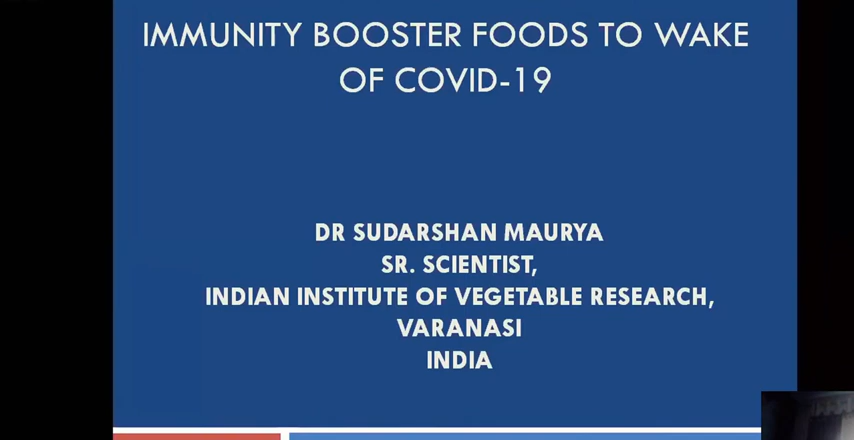 IMMUNITY BOOSTER FOODS TO WAKE
OF COVID-19
DR SUDARSHAN MAURYA
SR. SCIENTIST,
INDIAN INSTITUTE OF VEGETABLE RESEARCH,
VARANASI
INDIA